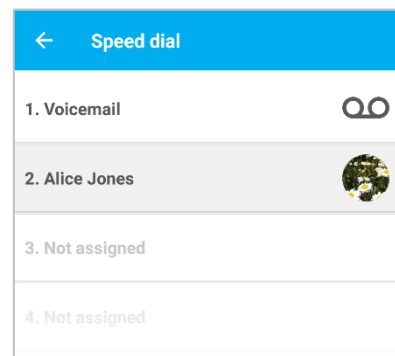 Speed dial
1. Voicemail
2. Alice Jones
3. Not assigned
4. Not assigned